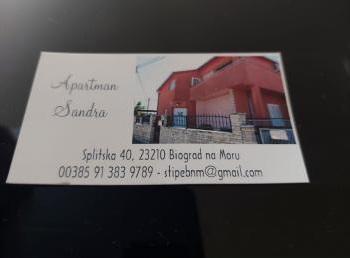 Apartman
Sandra
Splitska 40, 23210 Biograd na Moru
00385 91 383 9789 - stipebnm@gmail.com